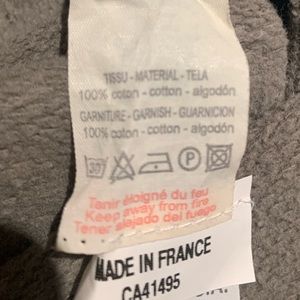 TISSU - MATERIAL - TELA
100% coton - cotton - algodón
GARNITURE - GARNISH - GUARNICION
100% coton - cotton - algodón
30 P
Tenir éloigné du feu
Keep away from fire
Tener alejado del fuego
MADE IN FRANCE
CA41495